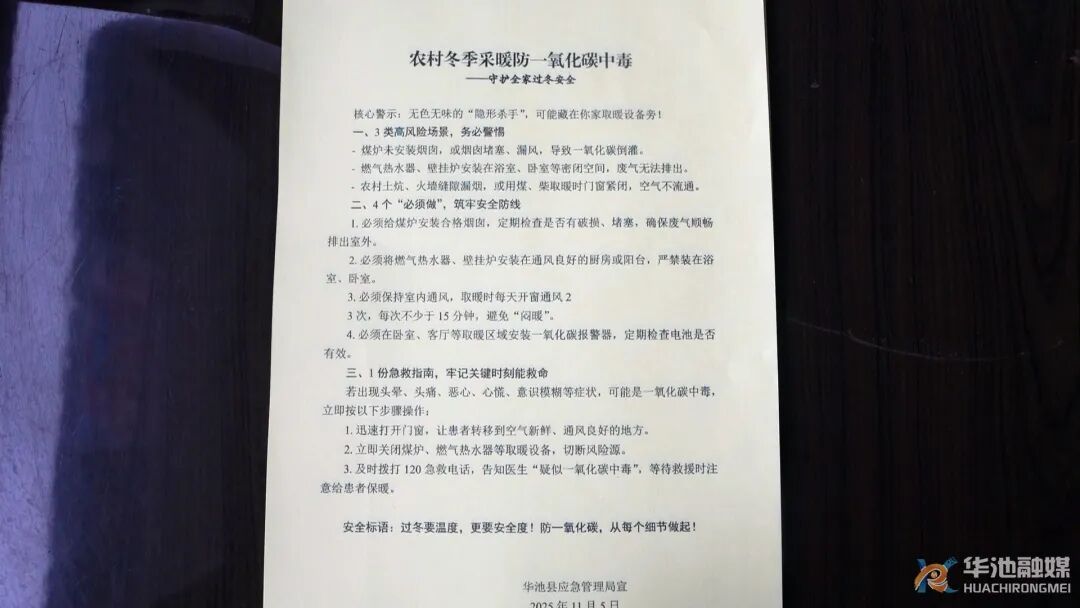 农村冬季采暖防一氧化碳中毒
——守护全家过冬安全
核心警示：无色无味的“隐形杀手”，可能藏在你家取暖设备旁！
一、3 类高风险场景，务必警惕
- 煤炉未安装烟囱，或烟囱堵塞、漏风，导致一氧化碳倒灌。
- 燃气热水器、壁挂炉安装在浴室、卧室等密闭空间，废气无法排出。
- 农村土炕、火墙缝隙漏烟，或用煤、柴取暖时门窗紧闭，空气不流通。
二、4 个“必须做”，筑牢安全防线
1. 必须给煤炉安装合格烟囱，定期检查是否有破损、堵塞，确保废气顺畅
排出室外。
2. 必须将燃气热水器、壁挂炉安装在通风良好的厨房或阳台，严禁装在浴
室、卧室。
3. 必须保持室内通风，取暖时每天开窗通风 2
3 次，每次不少于 15 分钟，避免“闷暖”。
4. 必须在卧室、客厅等取暖区域安装一氧化碳报警器，定期检查电池是否
有效。
三、1 份急救指南，牢记关键时刻能救命
若出现头晕、头痛、恶心、心慌、意识模糊等症状，可能是一氧化碳中毒，
立即按以下步骤操作：
1. 迅速打开门窗，让患者转移到空气新鲜、通风良好的地方。
2. 立即关闭煤炉、燃气热水器等取暖设备，切断风险源。
3. 及时拨打 120 急救电话，告知医生“疑似一氧化碳中毒”，等待救援时注
意给患者保暖。
安全标语：过冬要温度，更要安全度！防一氧化碳，从每个细节做起！
华池县应急管理局宣
2025 年 11 月 5 日
华池融媒
HUACHIRONGMEI